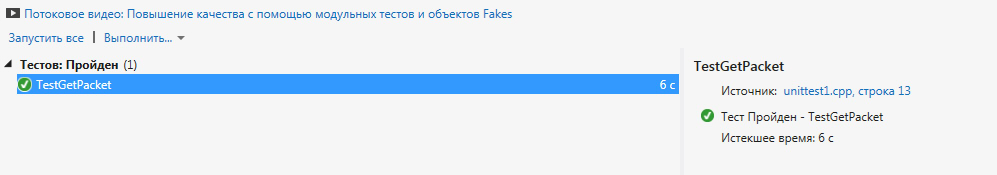 Потоковое видео: Повышение качества с помощью модульных тестов и объектов Fakes
Запустить все | Выполнить...
Тестов: Пройден (1)
TestGetPacket 6 с
TestGetPacket
Источник: unittest1.cpp, строка 13
Тест Пройден - TestGetPacket
Истекшее время: 6 с